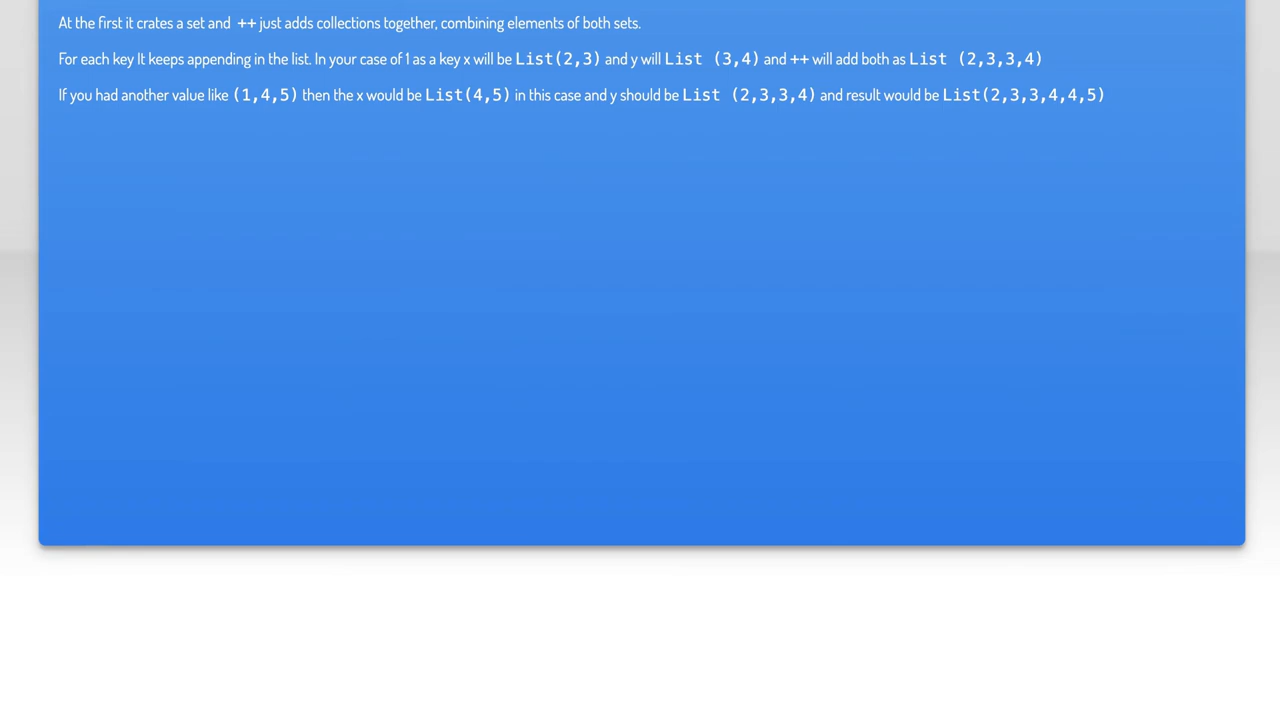 At the first it crates a set and ++ just adds collections together, combining elements of both sets.
For each key It keeps appending in the list. In your case of 1 as a key x will be List(2,3) and y will List (3,4) and ++ will add both as List (2,3,3,4)
If you had another value like (1,4,5) then the x would be List(4,5) in this case and y should be List (2,3,3,4) and result would be List(2,3,3,4,4,5)